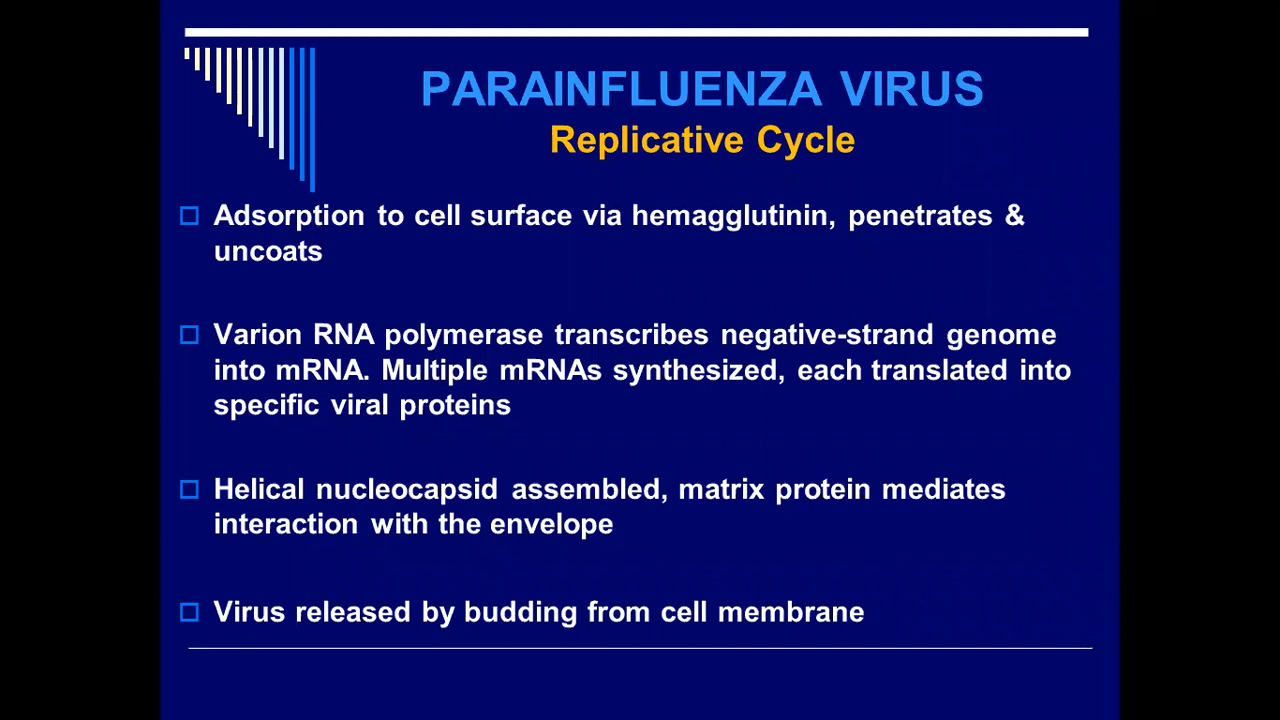 PARAINFLUENZA VIRUS
Replicative Cycle
Adsorption to cell surface via hemagglutinin, penetrates &
uncoats
Varion RNA polymerase transcribes negative-strand genome
into mRNA. Multiple mRNAs synthesized, each translated into
specific viral proteins
Helical nucleocapsid assembled, matrix protein mediates
interaction with the envelope
Virus released by budding from cell membrane